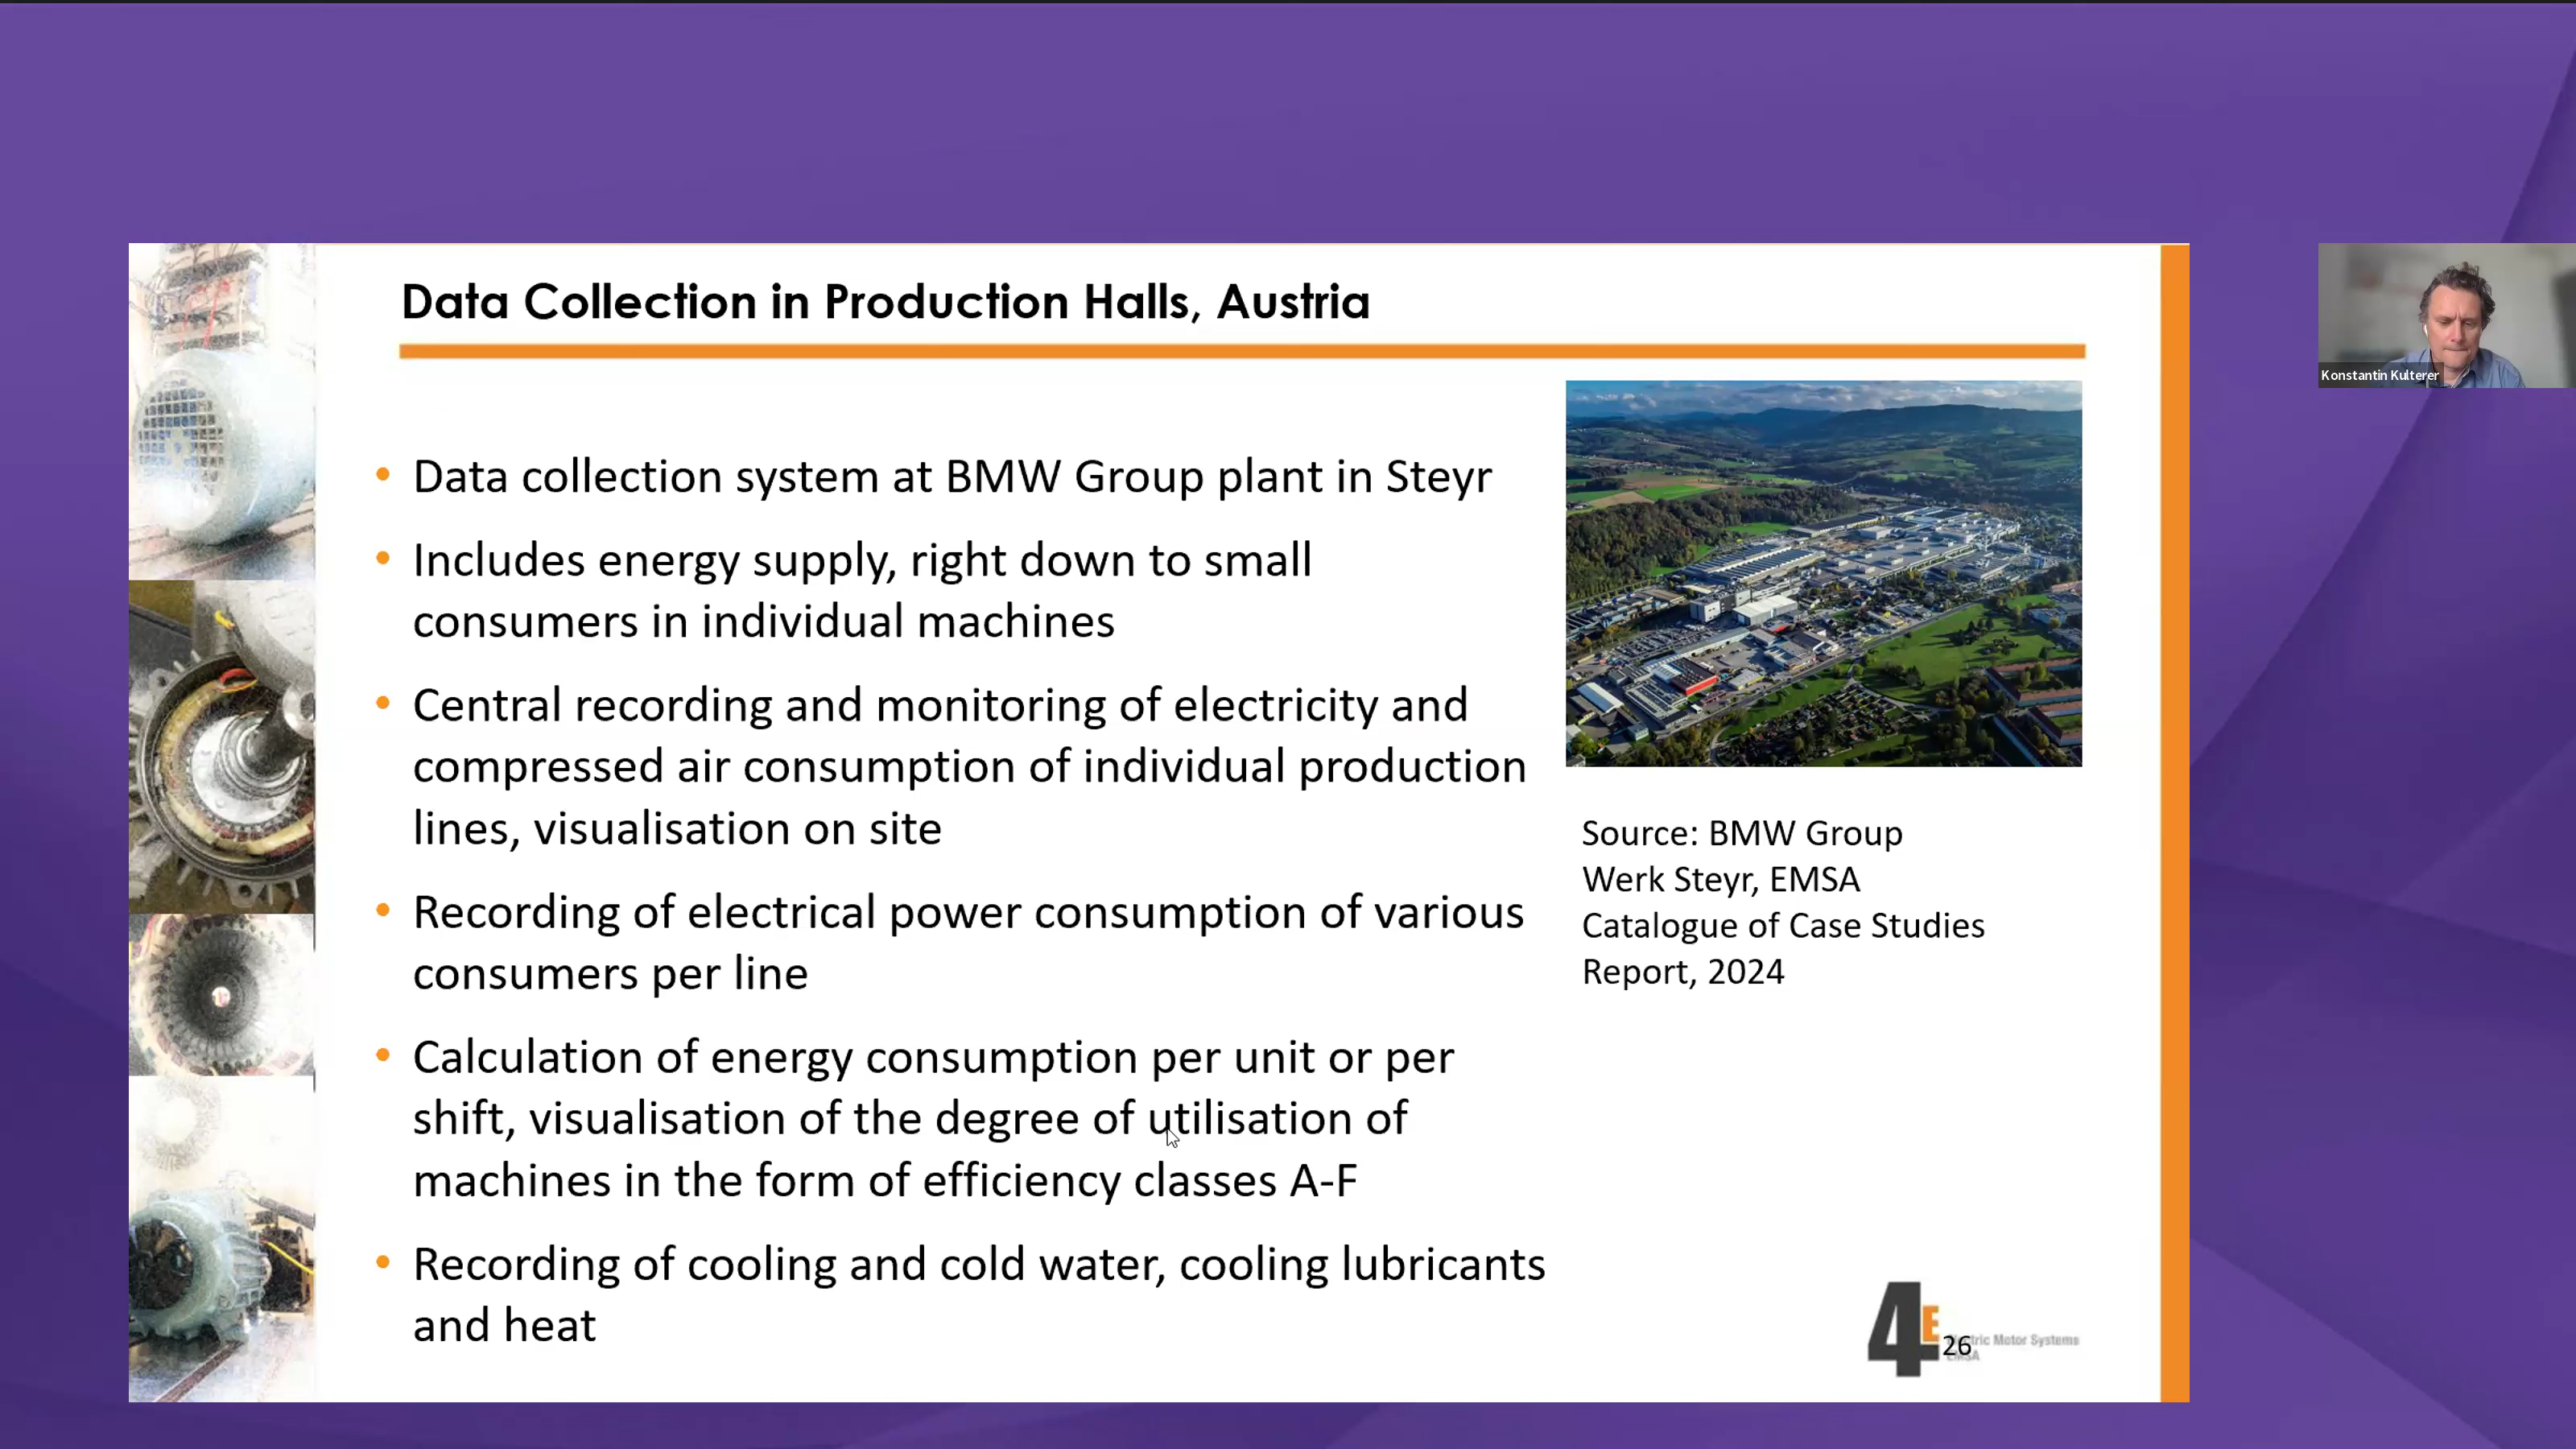 Data Collection in Production Halls, Austria
• Data collection system at BMW Group plant in Steyr
• Includes energy supply, right down to small
consumers in individual machines
• Central recording and monitoring of electricity and
compressed air consumption of individual production
lines, visualisation on site
• Recording of electrical power consumption of various
consumers per line
• Calculation of energy consumption per unit or per
shift, visualisation of the degree of utilisation of
machines in the form of efficiency classes A-F
• Recording of cooling and cold water, cooling lubricants
and heat
Source: BMW Group
Werk Steyr, EMSA
Catalogue of Case Studies
Report, 2024
Konstantin Kulterer
4E
26
Motor Systems